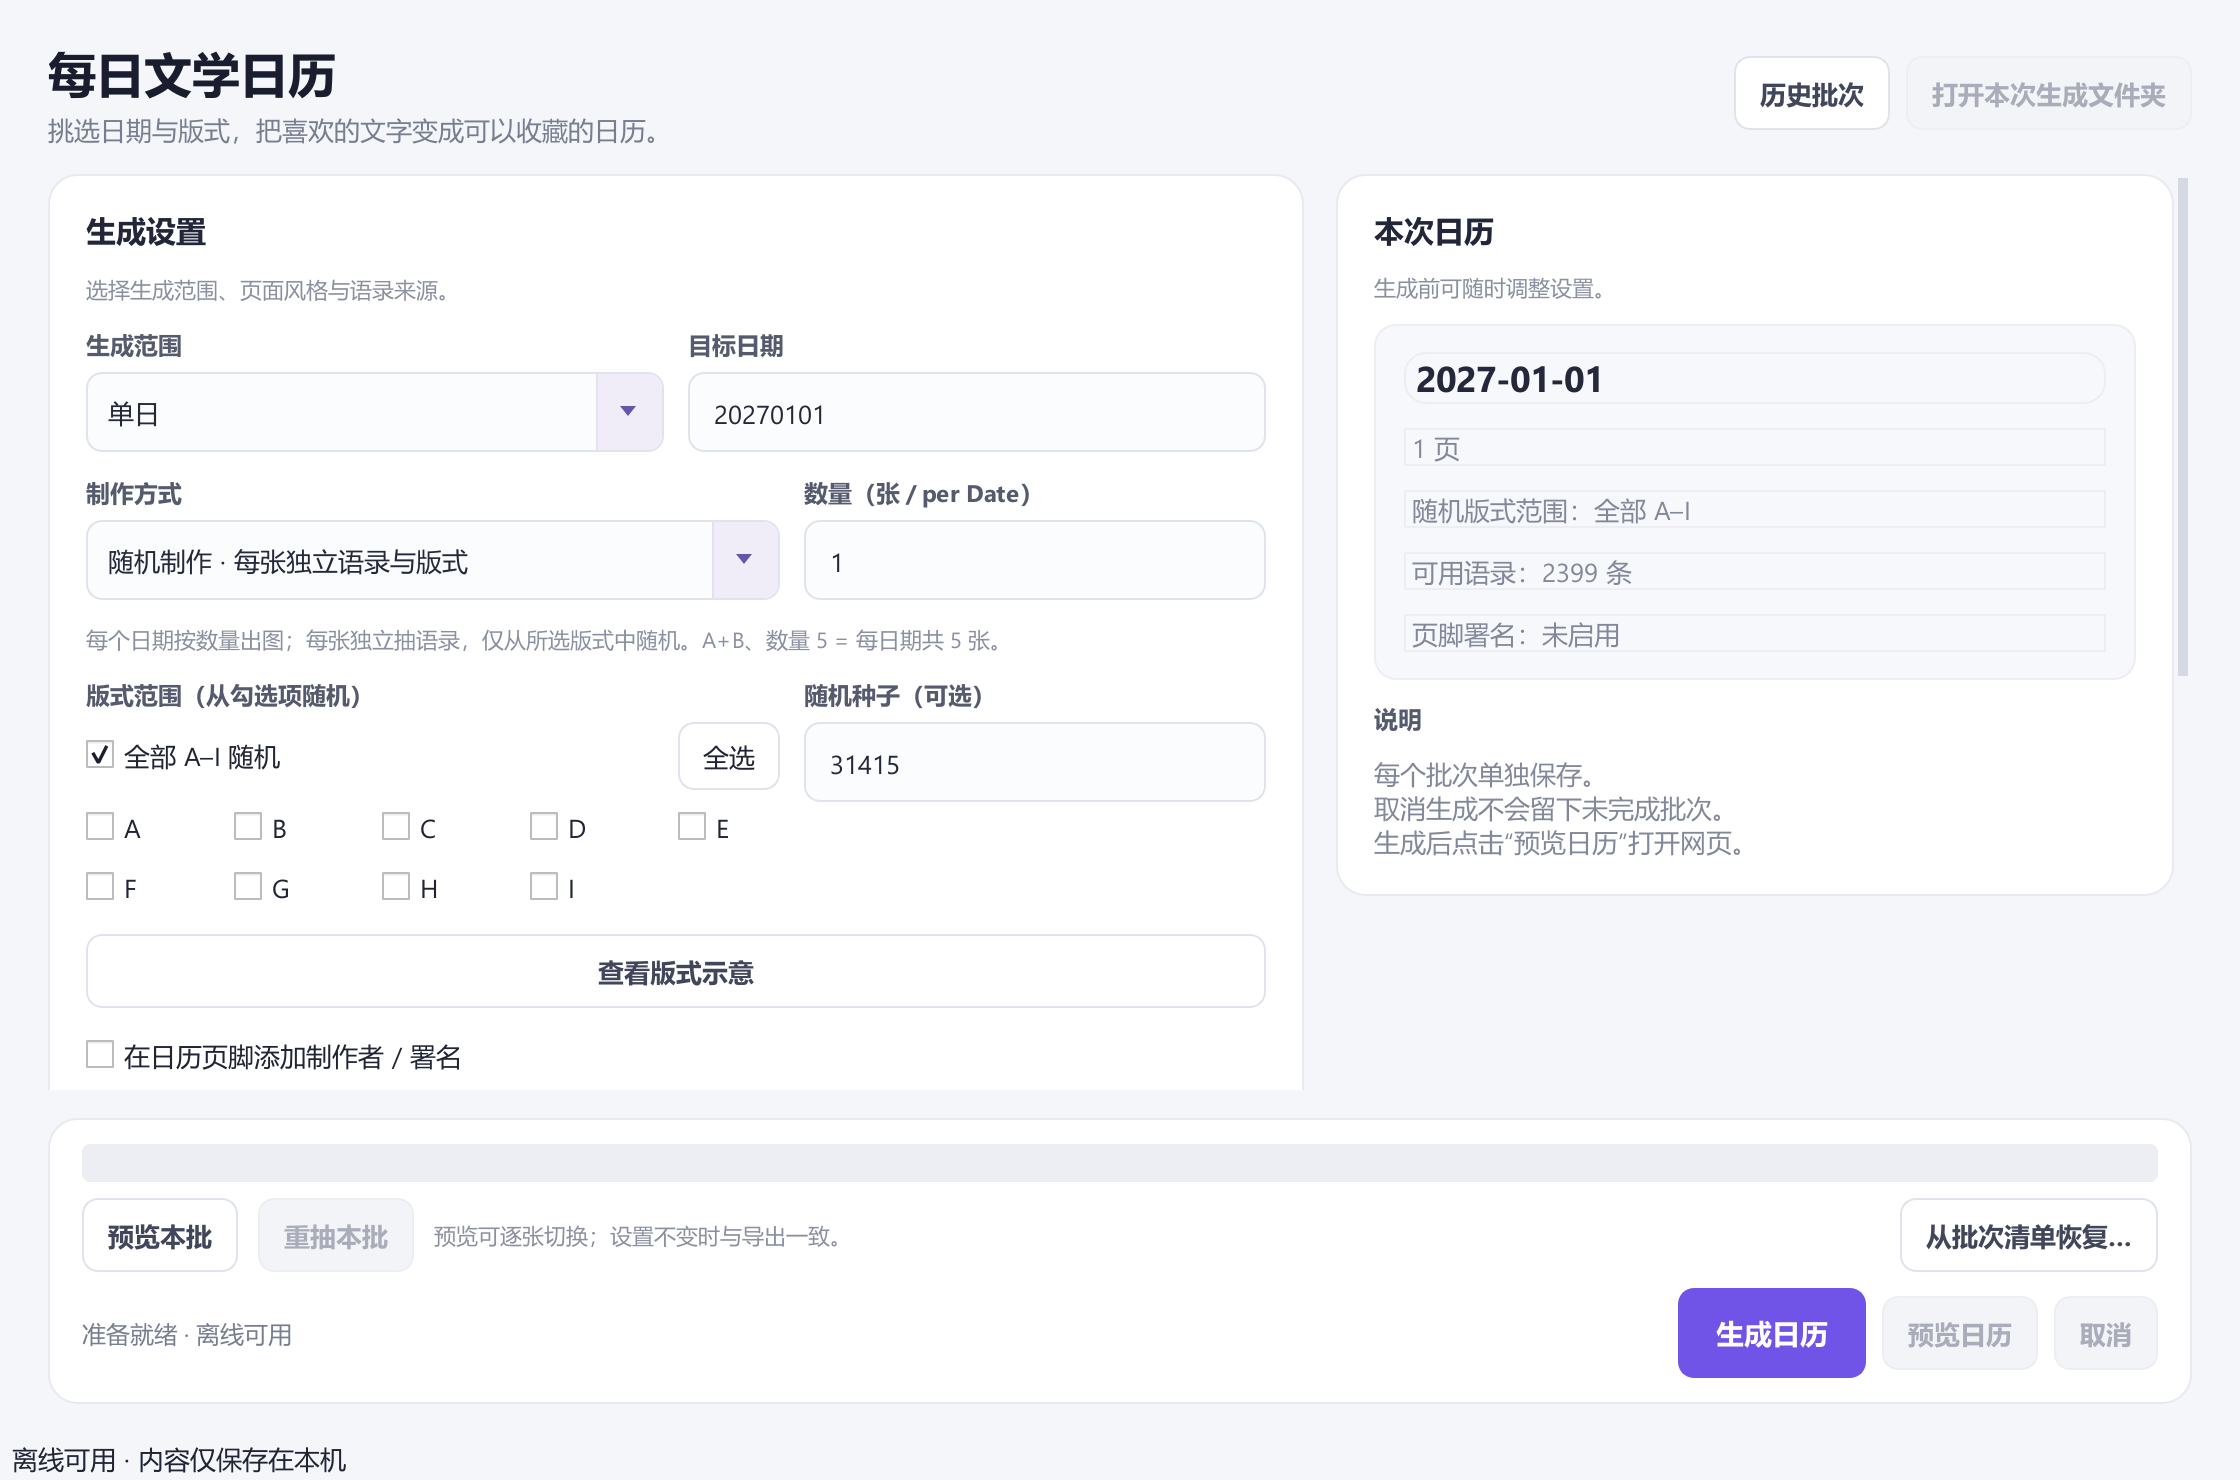 每日文学日历
挑选日期与版式，把喜欢的文字变成可以收藏的日历。
历史批次
打开本次生成文件夹
生成设置
选择生成范围、页面风格与语录来源。
生成范围
目标日期
单日
20270101
制作方式
数量（张 / per Date）
随机制作 · 每张独立语录与版式
1
每个日期按数量出图；每张独立抽语录，仅从所选版式中随机。A+B、数量 5 = 每日期共 5 张。
版式范围（从勾选项随机）
随机种子（可选）
全部 A–I 随机
全选
31415
A
B
C
D
E
F
G
H
I
查看版式示意
在日历页脚添加制作者 / 署名
本次日历
生成前可随时调整设置。
2027-01-01
1 页
随机版式范围：全部 A–I
可用语录：2399 条
页脚署名：未启用
说明
每个批次单独保存。
取消生成不会留下未完成批次。
生成后点击“预览日历”打开网页。
预览本批
重抽本批
预览可逐张切换；设置不变时与导出一致。
从批次清单恢复...
准备就绪 · 离线可用
生成日历
预览日历
取消
离线可用 · 内容仅保存在本机